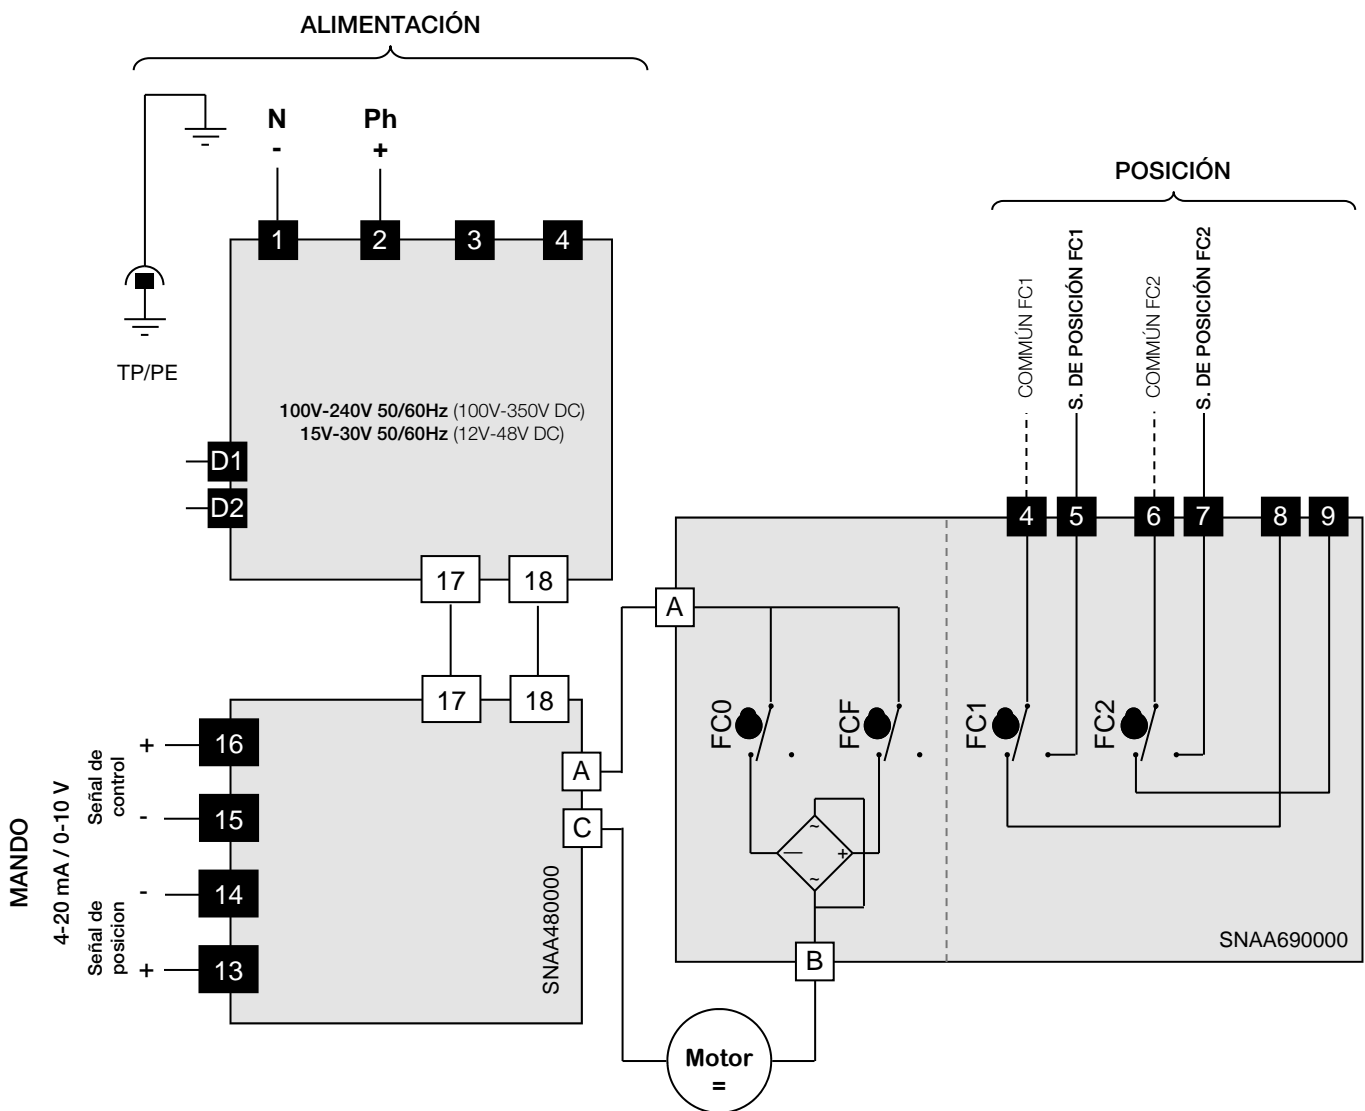 ALIMENTACIÓN
N
-
Ph
+
1
2
3
4
TP/PE
100V-240V 50/60Hz (100V-350V DC)
15V-30V 50/60Hz (12V-48V DC)
D1
D2
17
18
17
18
MANDO
4-20 mA / 0-10 V
Señal de
control
Señal de
posicion
+
16
-
15
-
14
+
13
A
C
SNAA480000
POSICIÓN
COMMÚN FC1
S. DE POSICIÓN FC1
COMMÚN FC2
S. DE POSICIÓN FC2
4
5
6
7
8
9
A
FC0
FCF
FC1
FC2
~
—
+
~
B
SNAA690000
Motor
=